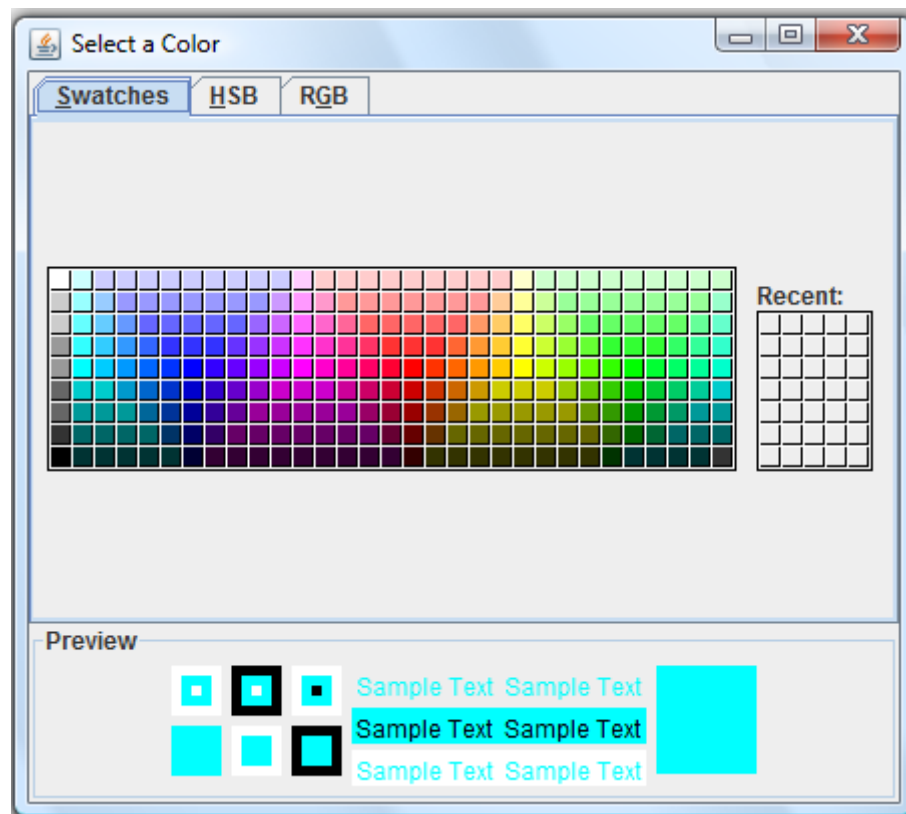 Select a Color
Swatches HSB RGB
Recent:
Preview
Sample Text Sample Text
Sample Text Sample Text
Sample Text Sample Text